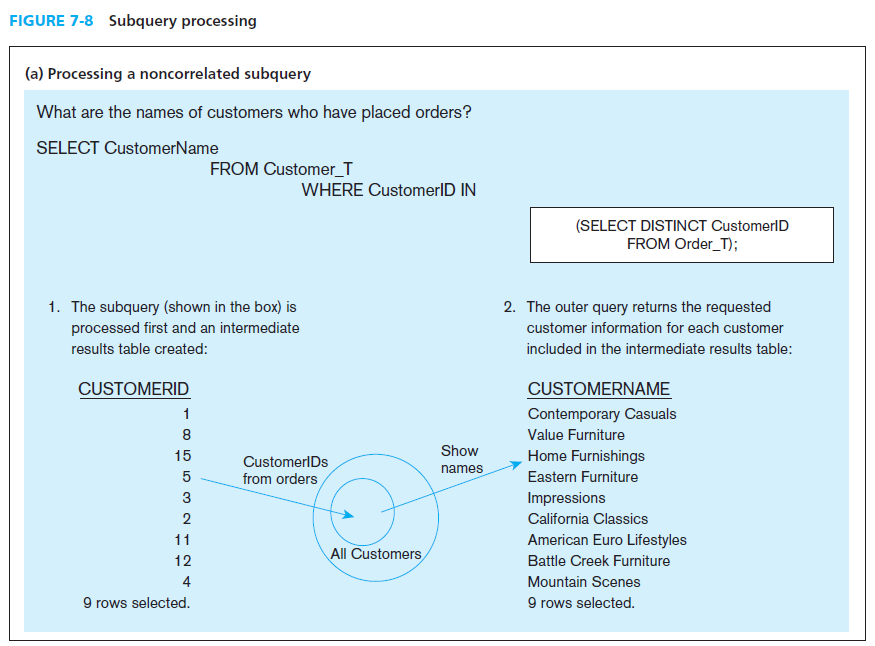 FIGURE 7-8 Subquery processing
(a) Processing a noncorrelated subquery
What are the names of customers who have placed orders?
SELECT CustomerName
FROM Customer_T
WHERE CustomerID IN
(SELECT DISTINCT CustomerID
FROM Order_T);
1. The subquery (shown in the box) is
processed first and an intermediate
results table created:
CUSTOMERID
1
8
15
5
3
2
11
12
4
9 rows selected.
CustomerIDs
from orders
All Customers
Show
names
2. The outer query returns the requested
customer information for each customer
included in the intermediate results table:
CUSTOMERNAME
Contemporary Casuals
Value Furniture
Home Furnishings
Eastern Furniture
Impressions
California Classics
American Euro Lifestyles
Battle Creek Furniture
Mountain Scenes
9 rows selected.